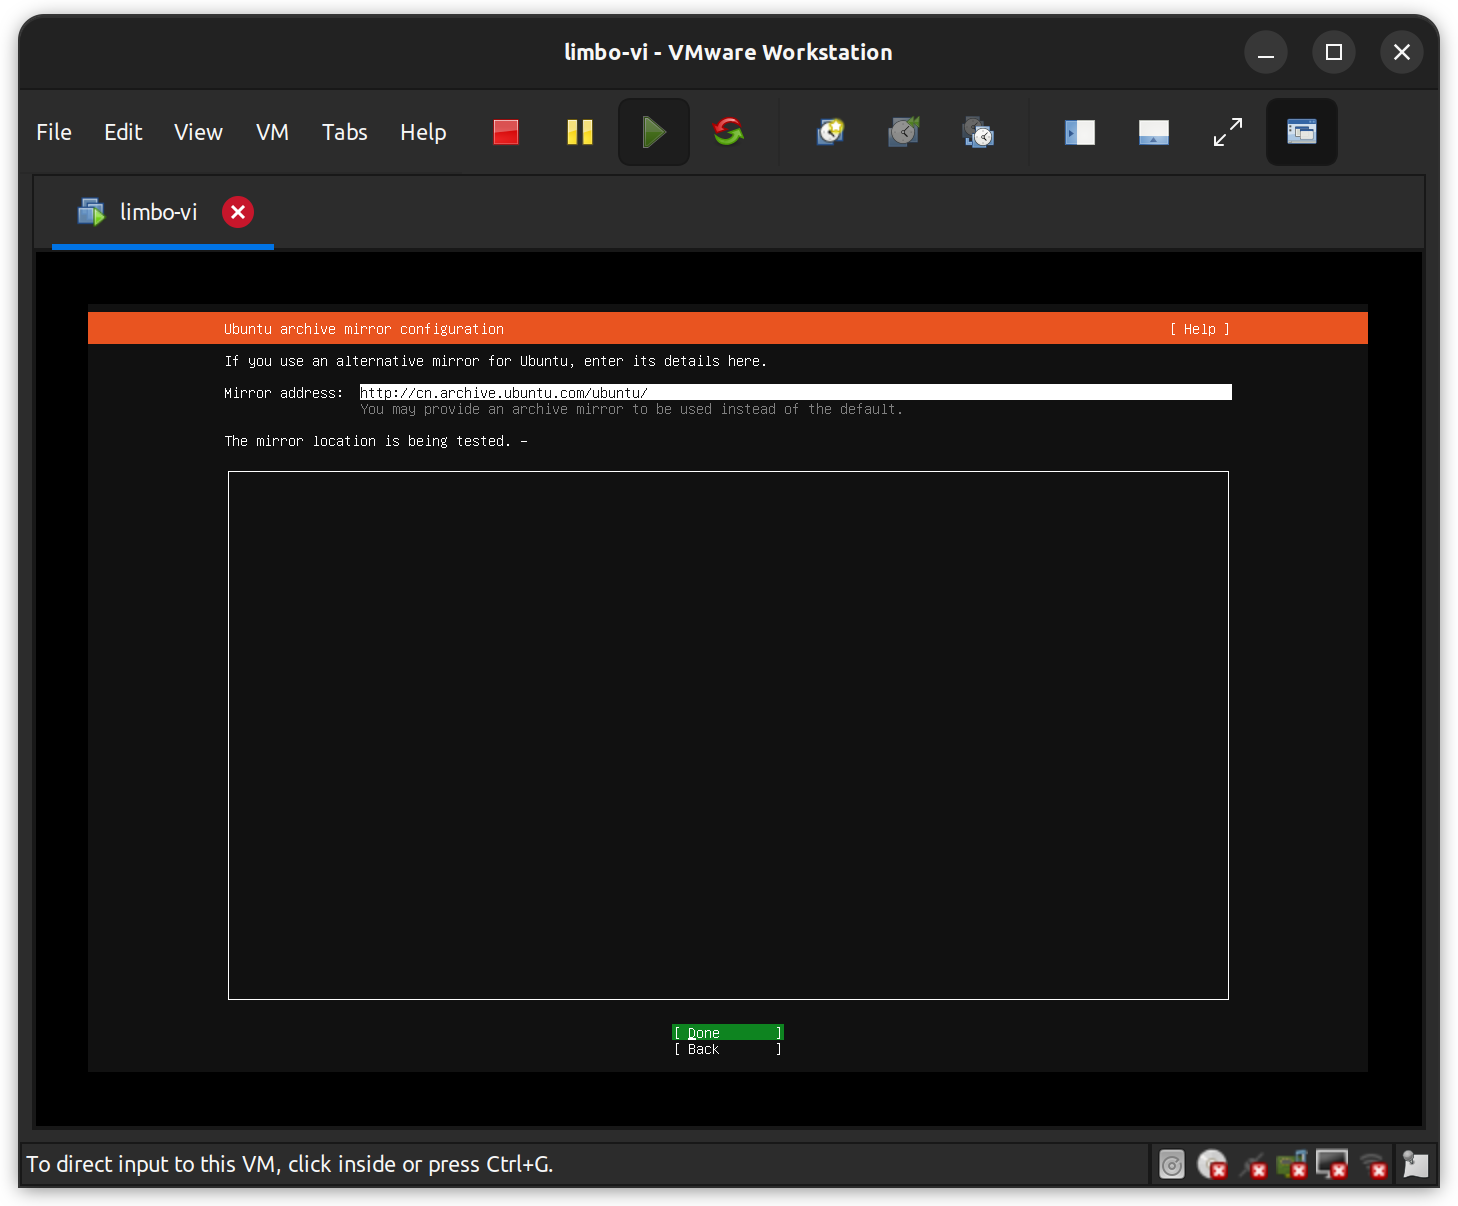 limbo-vi - VMware Workstation
File Edit View VM Tabs Help
limbo-vi
Ubuntu archive mirror configuration [ Help ]
If you use an alternative mirror for Ubuntu, enter its details here.
Mirror address: http://cn.archive.ubuntu.com/ubuntu/
You may provide an archive mirror to be used instead of the default.
The mirror location is being tested. -
[ Done ]
[ Back ]
To direct input to this VM, click inside or press Ctrl+G.